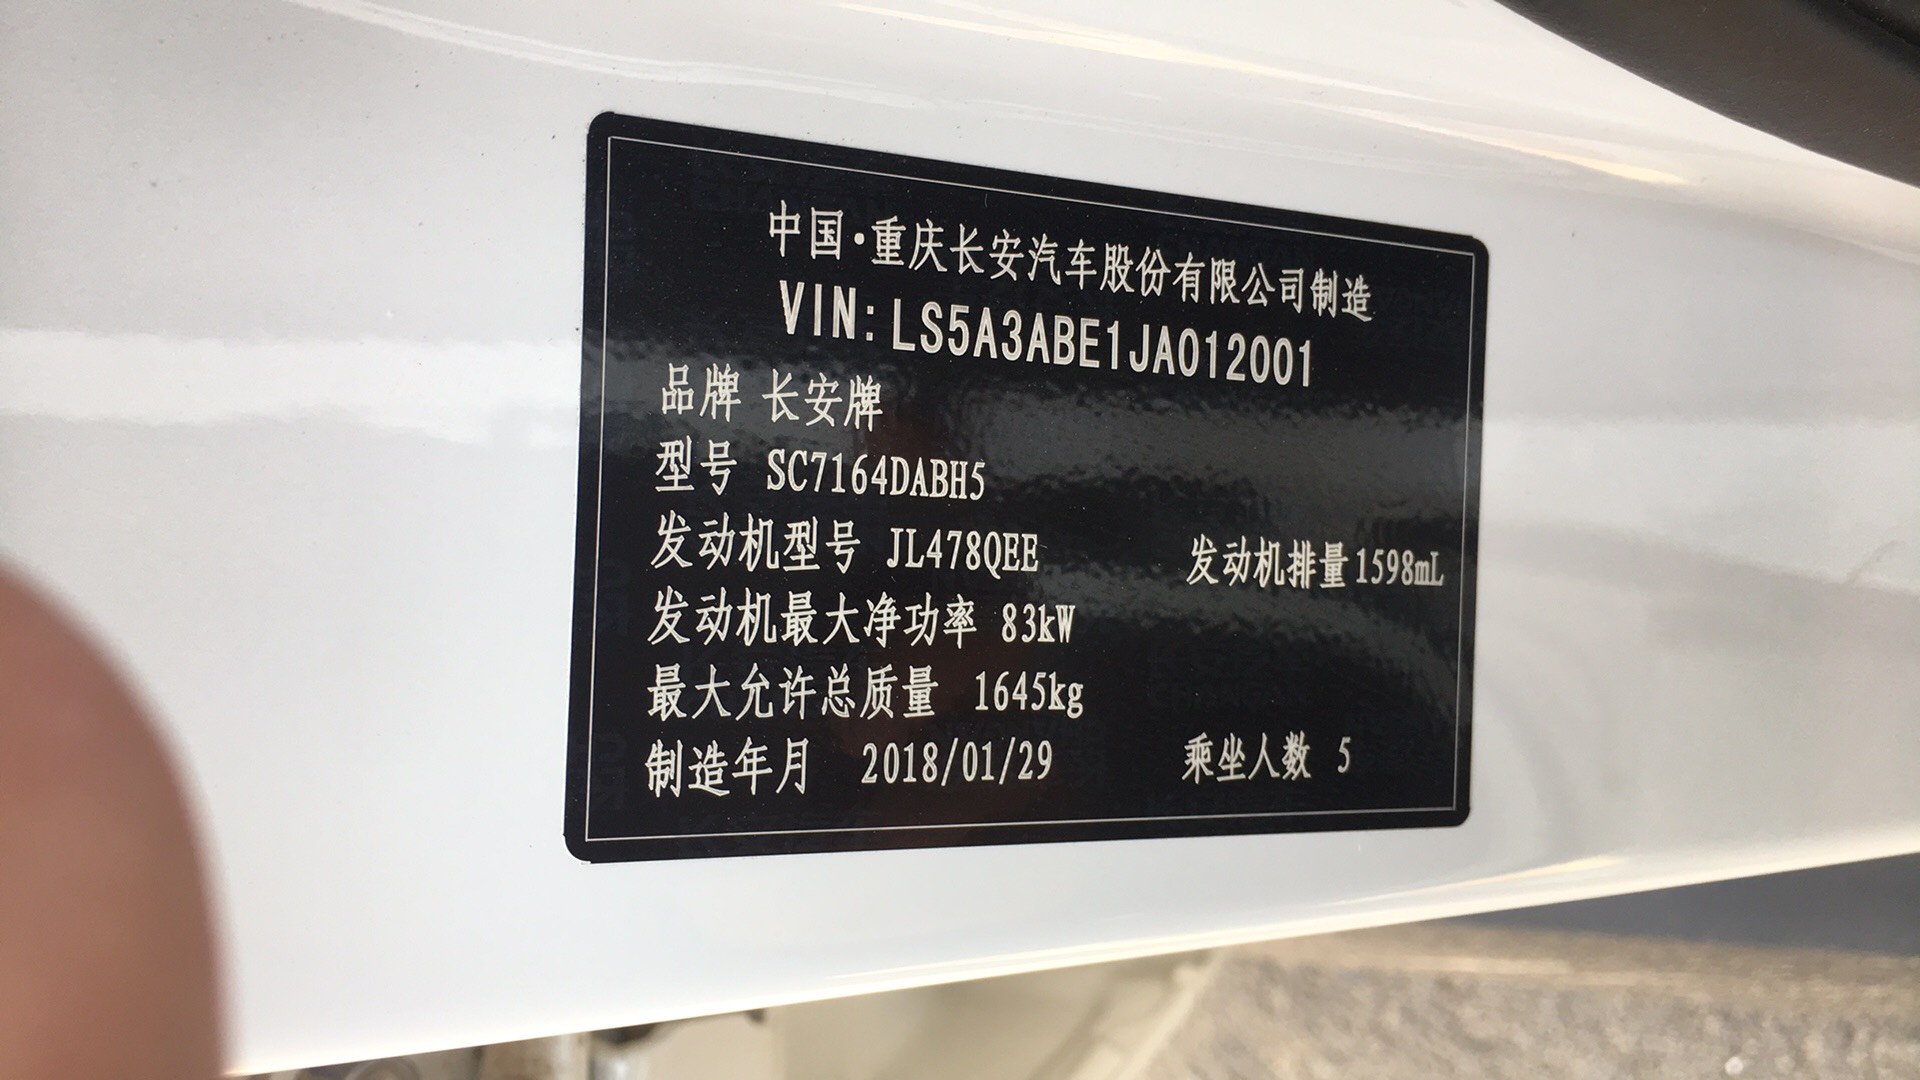 中国·重庆长安汽车股份有限公司制造
VIN:LS5A3ABE1JA012001
品牌 长安牌
型号 SC7164DABH5
发动机型号 JL478QEE 发动机排量1598mL
发动机最大净功率 83kW
最大允许总质量 1645kg
制造年月 2018/01/29 乘坐人数 5